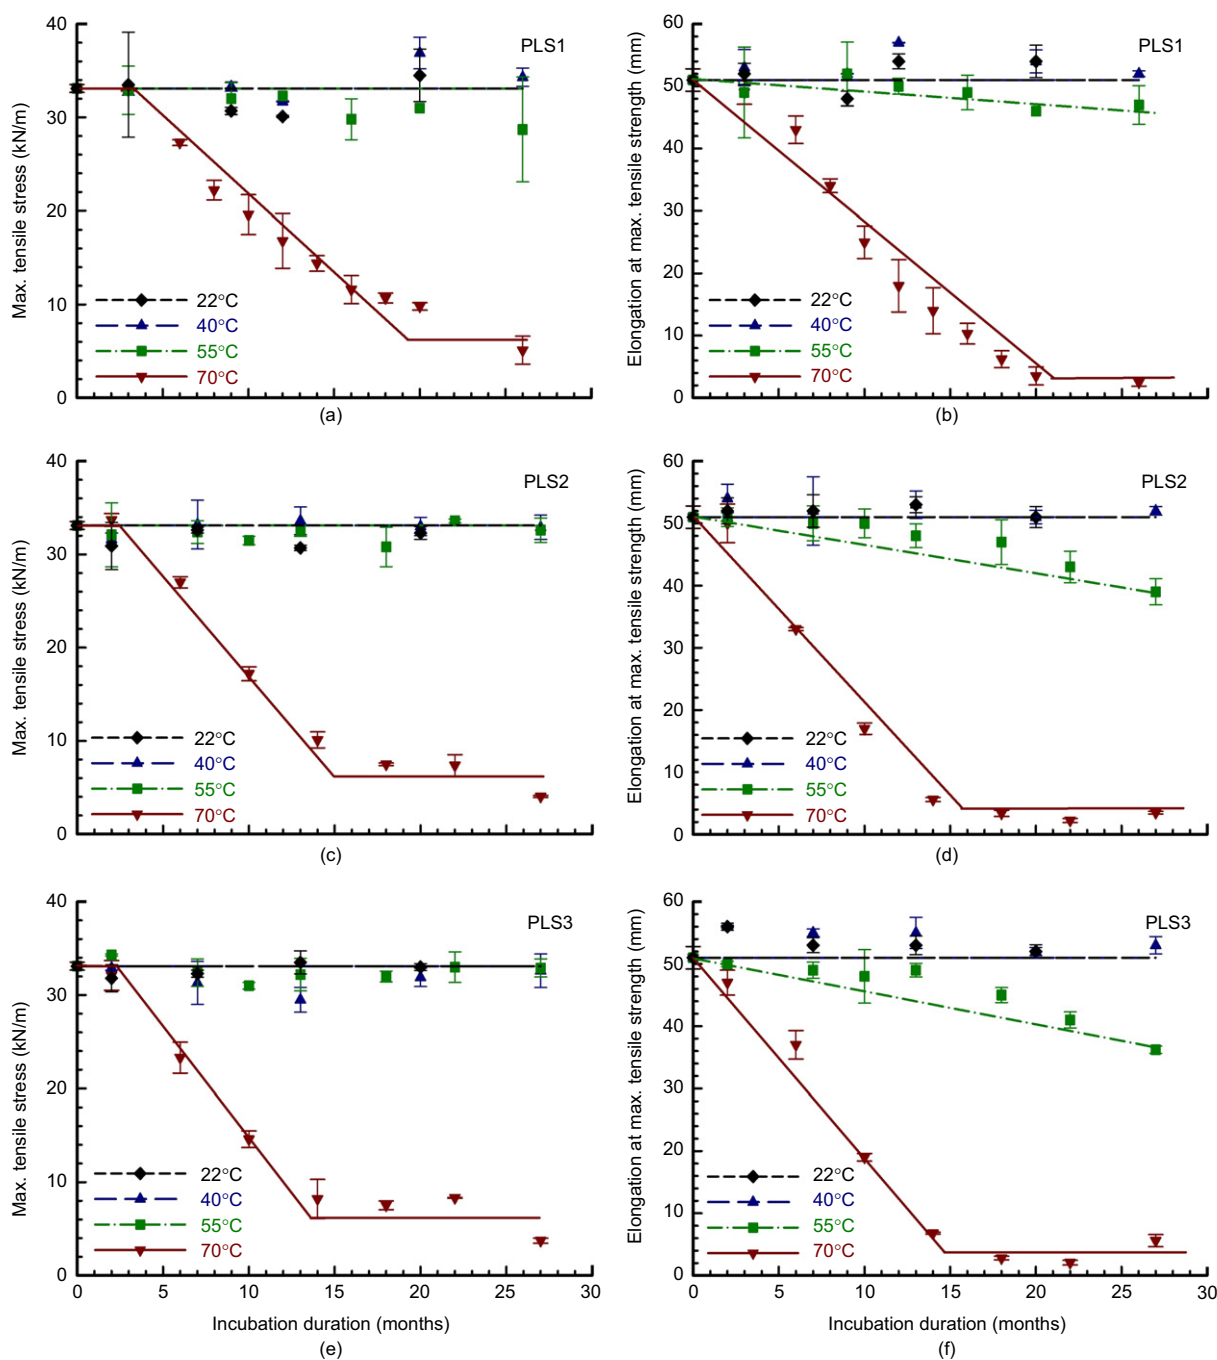 40
30
20
10
0
Max. tensile stress (kN/m)
PLS1
22°C
40°C
55°C
70°C
(a)
60
50
40
30
20
10
0
Elongation at max. tensile strength (mm)
PLS1
22°C
40°C
55°C
70°C
(b)
40
30
20
10
0
Max. tensile stress (kN/m)
PLS2
22°C
40°C
55°C
70°C
(c)
60
50
40
30
20
10
0
Elongation at max. tensile strength (mm)
PLS2
22°C
40°C
55°C
70°C
(d)
40
30
20
10
0
Max. tensile stress (kN/m)
PLS3
22°C
40°C
55°C
70°C
0 5 10 15 20 25 30
Incubation duration (months)
(e)
60
50
40
30
20
10
0
Elongation at max. tensile strength (mm)
PLS3
22°C
40°C
55°C
70°C
0 5 10 15 20 25 30
Incubation duration (months)
(f)